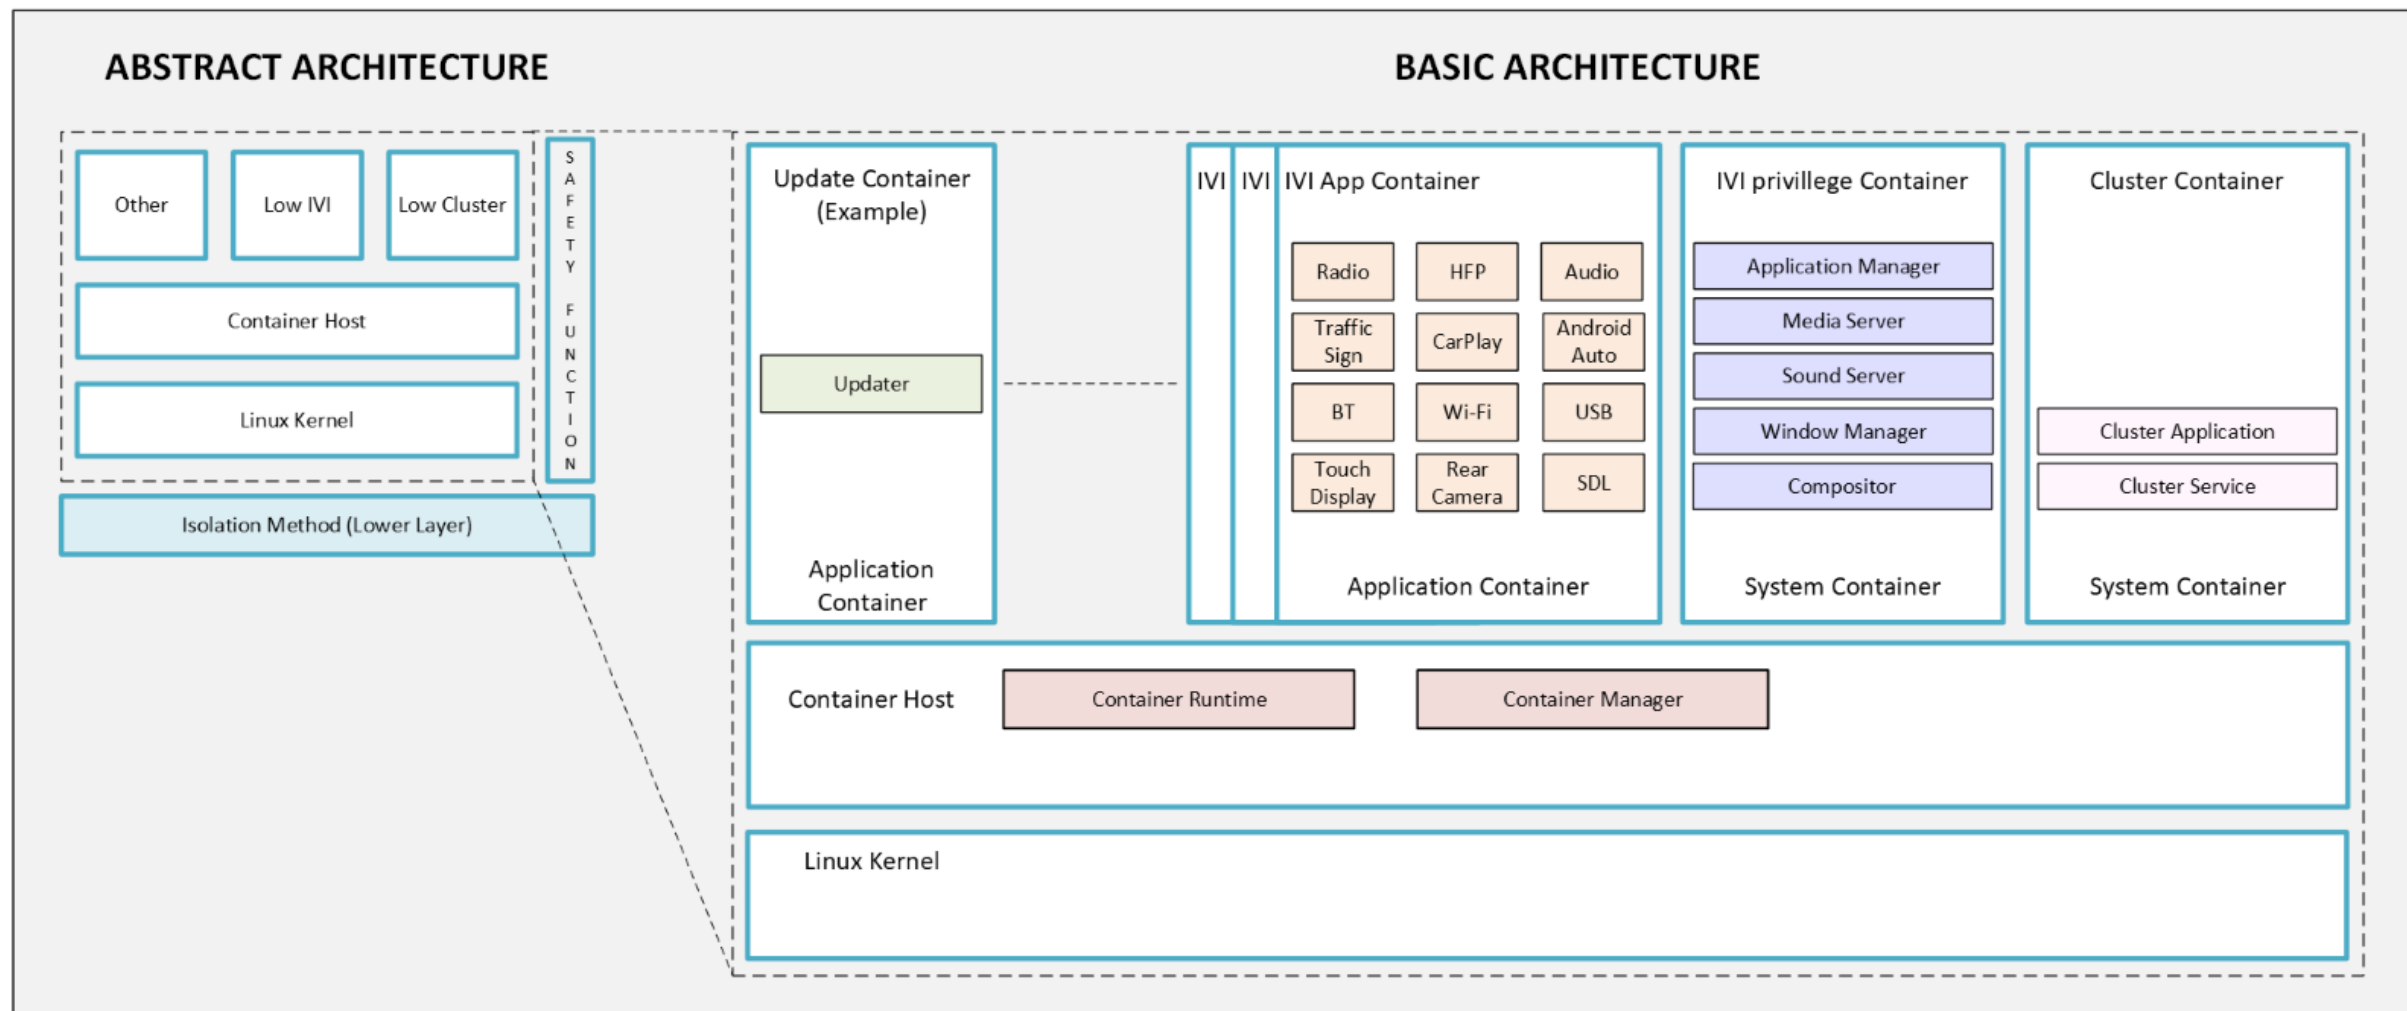 ABSTRACT ARCHITECTURE
BASIC ARCHITECTURE
Other
Low IVI
Low Cluster
Container Host
Linux Kernel
SAFETY FUNCTION
Isolation Method (Lower Layer)
Update Container
(Example)
Updater
Application
Container
IVI
IVI
IVI App Container
Radio
HFP
Audio
Traffic
Sign
CarPlay
Android
Auto
BT
Wi-Fi
USB
Touch
Display
Rear
Camera
SDL
Application Container
IVI privillege Container
Application Manager
Media Server
Sound Server
Window Manager
Compositor
System Container
Cluster Container
Cluster Application
Cluster Service
System Container
Container Host
Container Runtime
Container Manager
Linux Kernel